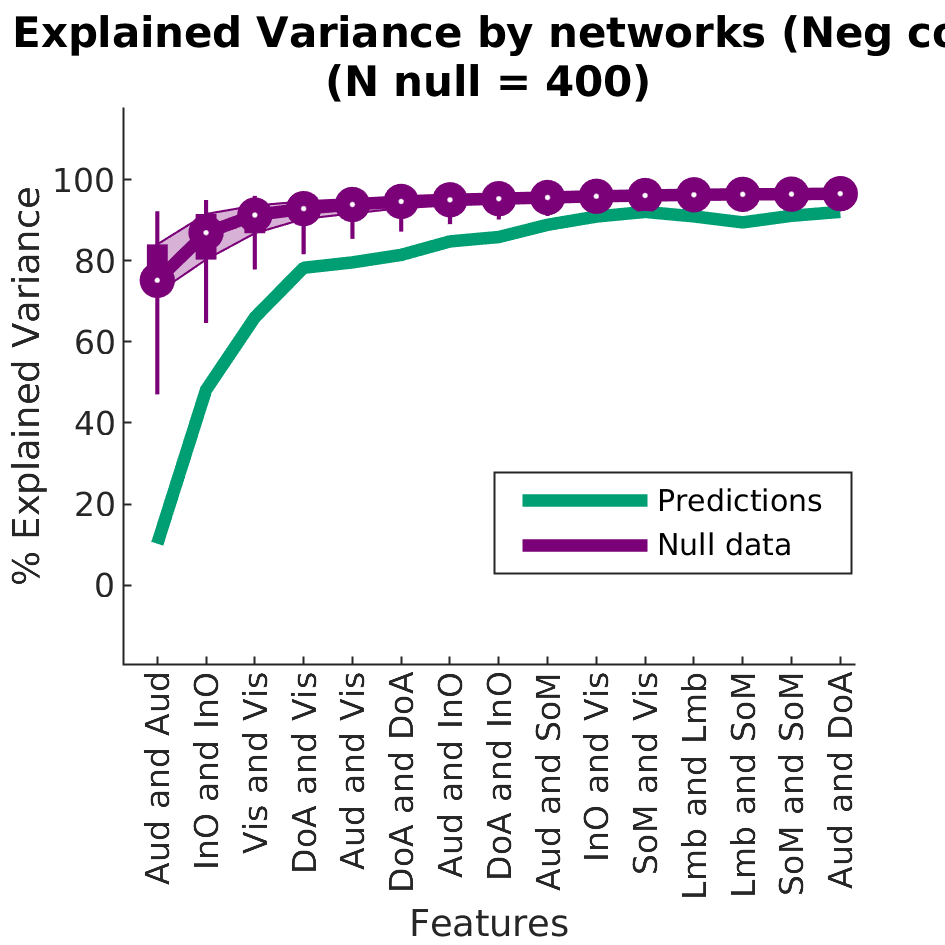 Explained Variance by networks (Neg
(N null = 400)
% Explained Variance
100
80
60
40
20
0
Predictions
Null data
Aud and Aud
InO and InO
Vis and Vis
DoA and Vis
Aud and Vis
DoA and DoA
Aud and InO
DoA and InO
Aud and SoM
InO and Vis
SoM and Vis
Lmb and Lmb
Lmb and SoM
SoM and SoM
Aud and DoA
Features